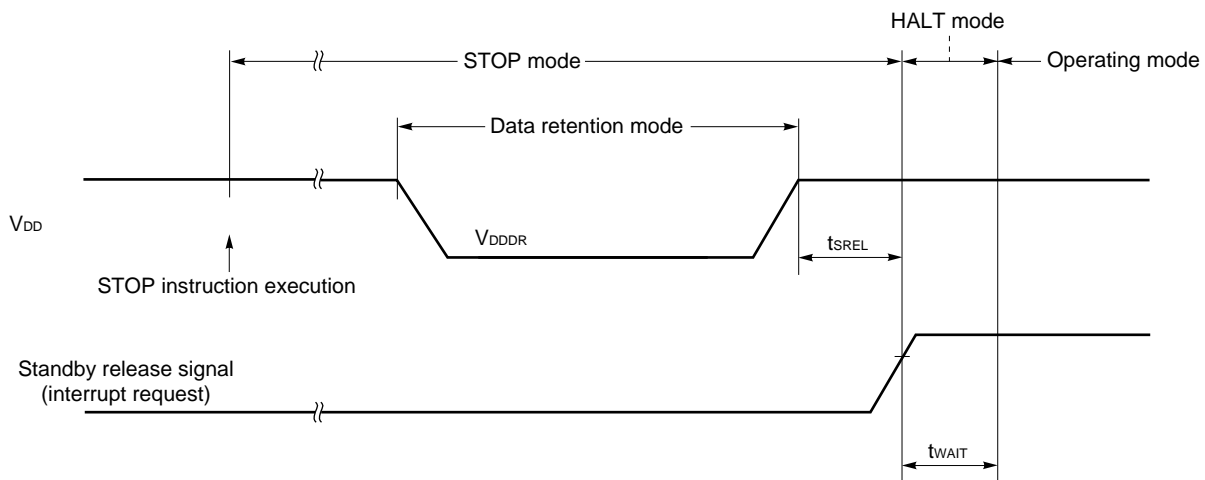 HALT mode
STOP mode
Operating mode
Data retention mode
VDD
VDDDR
tSREL
STOP instruction execution
Standby release signal
(interrupt request)
tWAIT